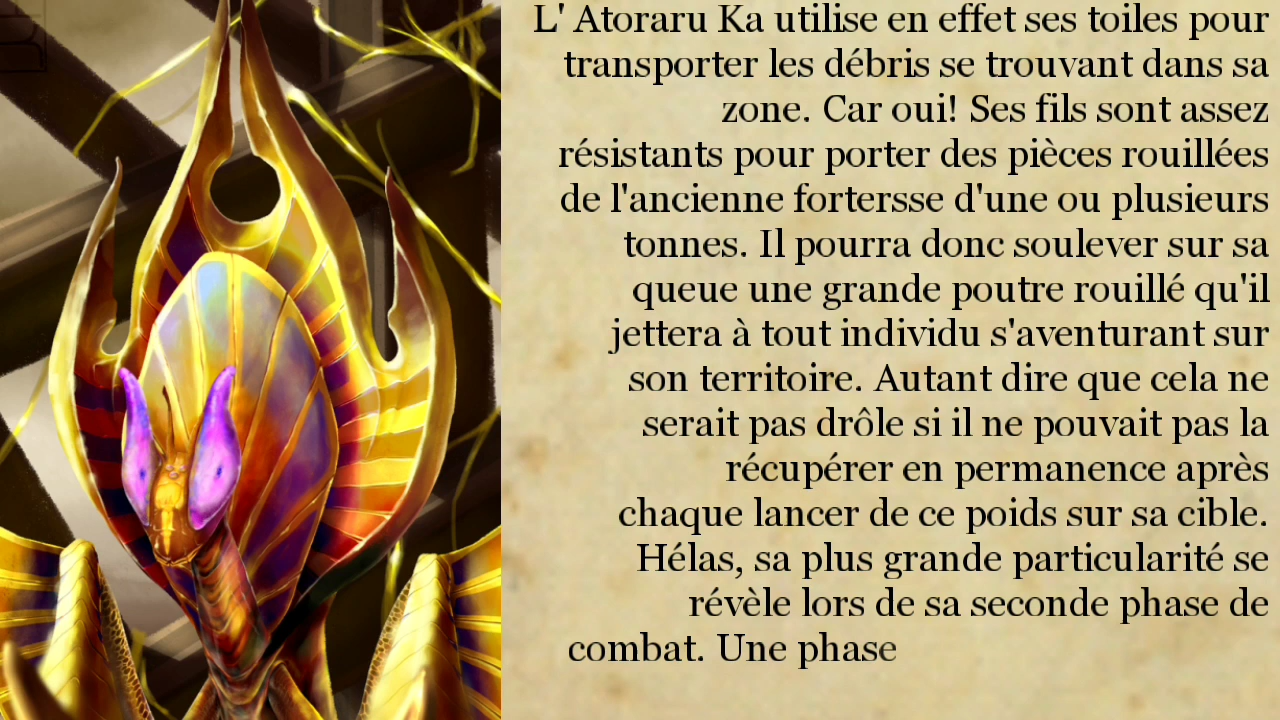 L' Atoraru Ka utilise en effet ses toiles pour
transporter les débris se trouvant dans sa
zone. Car oui! Ses fils sont assez
résistants pour porter des pièces rouillées
de l'ancienne fortersse d'une ou plusieurs
tonnes. Il pourra donc soulever sur sa
queue une grande poutre rouillé qu'il
jettera à tout individu s'aventurant sur
son territoire. Autant dire que cela ne
serait pas drôle si il ne pouvait pas la
récupérer en permanence après
chaque lancer de ce poids sur sa cible.
Hélas, sa plus grande particularité se
révèle lors de sa seconde phase de
combat. Une phase